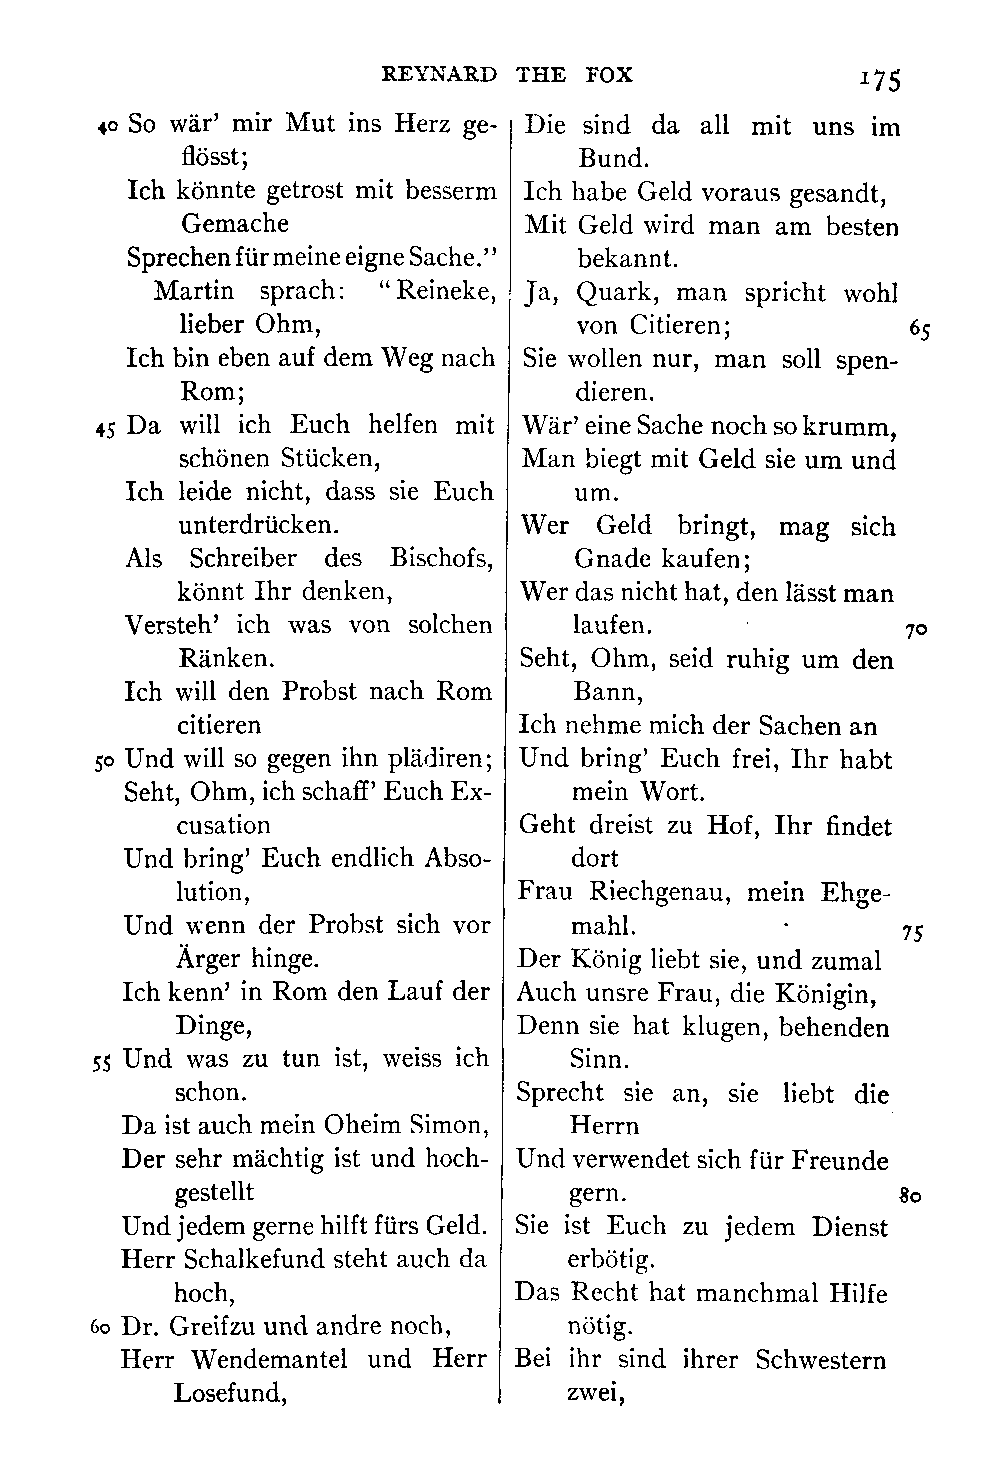 REYNARD THE FOX 175
40 So wär' mir Mut ins Herz ge-
flösst;
Ich könnte getrost mit besserm
Gemache
Sprechen für meine eigne Sache."
Martin sprach: "Reineke,
lieber Ohm,
Ich bin eben auf dem Weg nach
Rom;
45 Da will ich Euch helfen mit
schönen Stücken,
Ich leide nicht, dass sie Euch
unterdrücken.
Als Schreiber des Bischofs,
könnt Ihr denken,
Versteh' ich was von solchen
Ränken.
Ich will den Probst nach Rom
citieren
50 Und will so gegen ihn plädiren;
Seht, Ohm, ich schaff' Euch Ex-
cusation
Und bring' Euch endlich Abso-
lution,
Und wenn der Probst sich vor
Ärger hinge.
Ich kenn' in Rom den Lauf der
Dinge,
55 Und was zu tun ist, weiss ich
schon.
Da ist auch mein Oheim Simon,
Der sehr mächtig ist und hoch-
gestellt
Und jedem gerne hilft fürs Geld.
Herr Schalkefund steht auch da
hoch,
60 Dr. Greifzu und andre noch,
Herr Wendemantel und Herr
Losefund,
Die sind da all mit uns im
Bund.
Ich habe Geld voraus gesandt,
Mit Geld wird man am besten
bekannt.
Ja, Quark, man spricht wohl
von Citieren; 65
Sie wollen nur, man soll spen-
dieren.
Wär' eine Sache noch so krumm,
Man biegt mit Geld sie um und
um.
Wer Geld bringt, mag sich
Gnade kaufen;
Wer das nicht hat, den lässt man
laufen. 70
Seht, Ohm, seid ruhig um den
Bann,
Ich nehme mich der Sachen an
Und bring' Euch frei, Ihr habt
mein Wort.
Geht dreist zu Hof, Ihr findet
dort
Frau Riechgenau, mein Ehge-
mahl. 75
Der König liebt sie, und zumal
Auch unsre Frau, die Königin,
Denn sie hat klugen, behenden
Sinn.
Sprecht sie an, sie liebt die
Herrn
Und verwendet sich für Freunde
gern. 80
Sie ist Euch zu jedem Dienst
erbötig.
Das Recht hat manchmal Hilfe
nötig.
Bei ihr sind ihrer Schwestern
zwei,